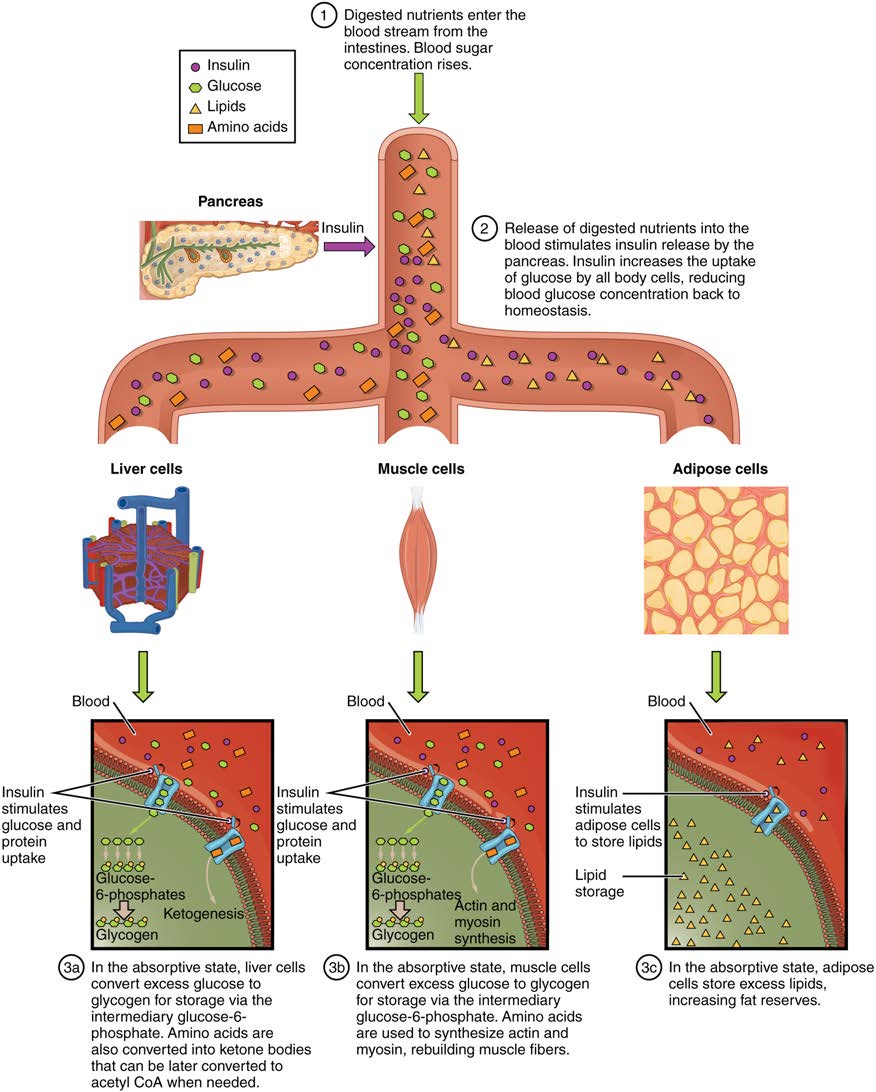 1
Digested nutrients enter the
blood stream from the
intestines. Blood sugar
concentration rises.
Insulin
Glucose
Lipids
Amino acids
Pancreas
Insulin
2
Release of digested nutrients into the
blood stimulates insulin release by the
pancreas. Insulin increases the uptake
of glucose by all body cells, reducing
blood glucose concentration back to
homeostasis.
Liver cells
Muscle cells
Adipose cells
Blood
Insulin
stimulates
glucose and
protein
uptake
Glucose-
6-phosphates
Ketogenesis
Glycogen
Blood
Insulin
stimulates
glucose and
protein
uptake
Glucose-
6-phosphates
Actin and
myosin
synthesis
Glycogen
Blood
Insulin
stimulates
adipose cells
to store lipids
Lipid
storage
3a
In the absorptive state, liver cells
convert excess glucose to
glycogen for storage via the
intermediary glucose-6-
phosphate. Amino acids are
also converted into ketone bodies
that can be later converted to
acetyl CoA when needed.
3b
In the absorptive state, muscle cells
convert excess glucose to glycogen
for storage via the intermediary
glucose-6-phosphate. Amino acids
are used to synthesize actin and
myosin, rebuilding muscle fibers.
3c
In the absorptive state, adipose
cells store excess lipids,
increasing fat reserves.